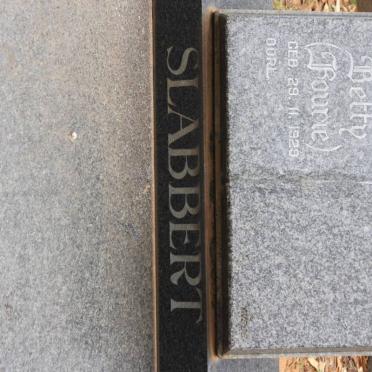 Betty
GEB 29.11.1929
OORL
SLABBERT